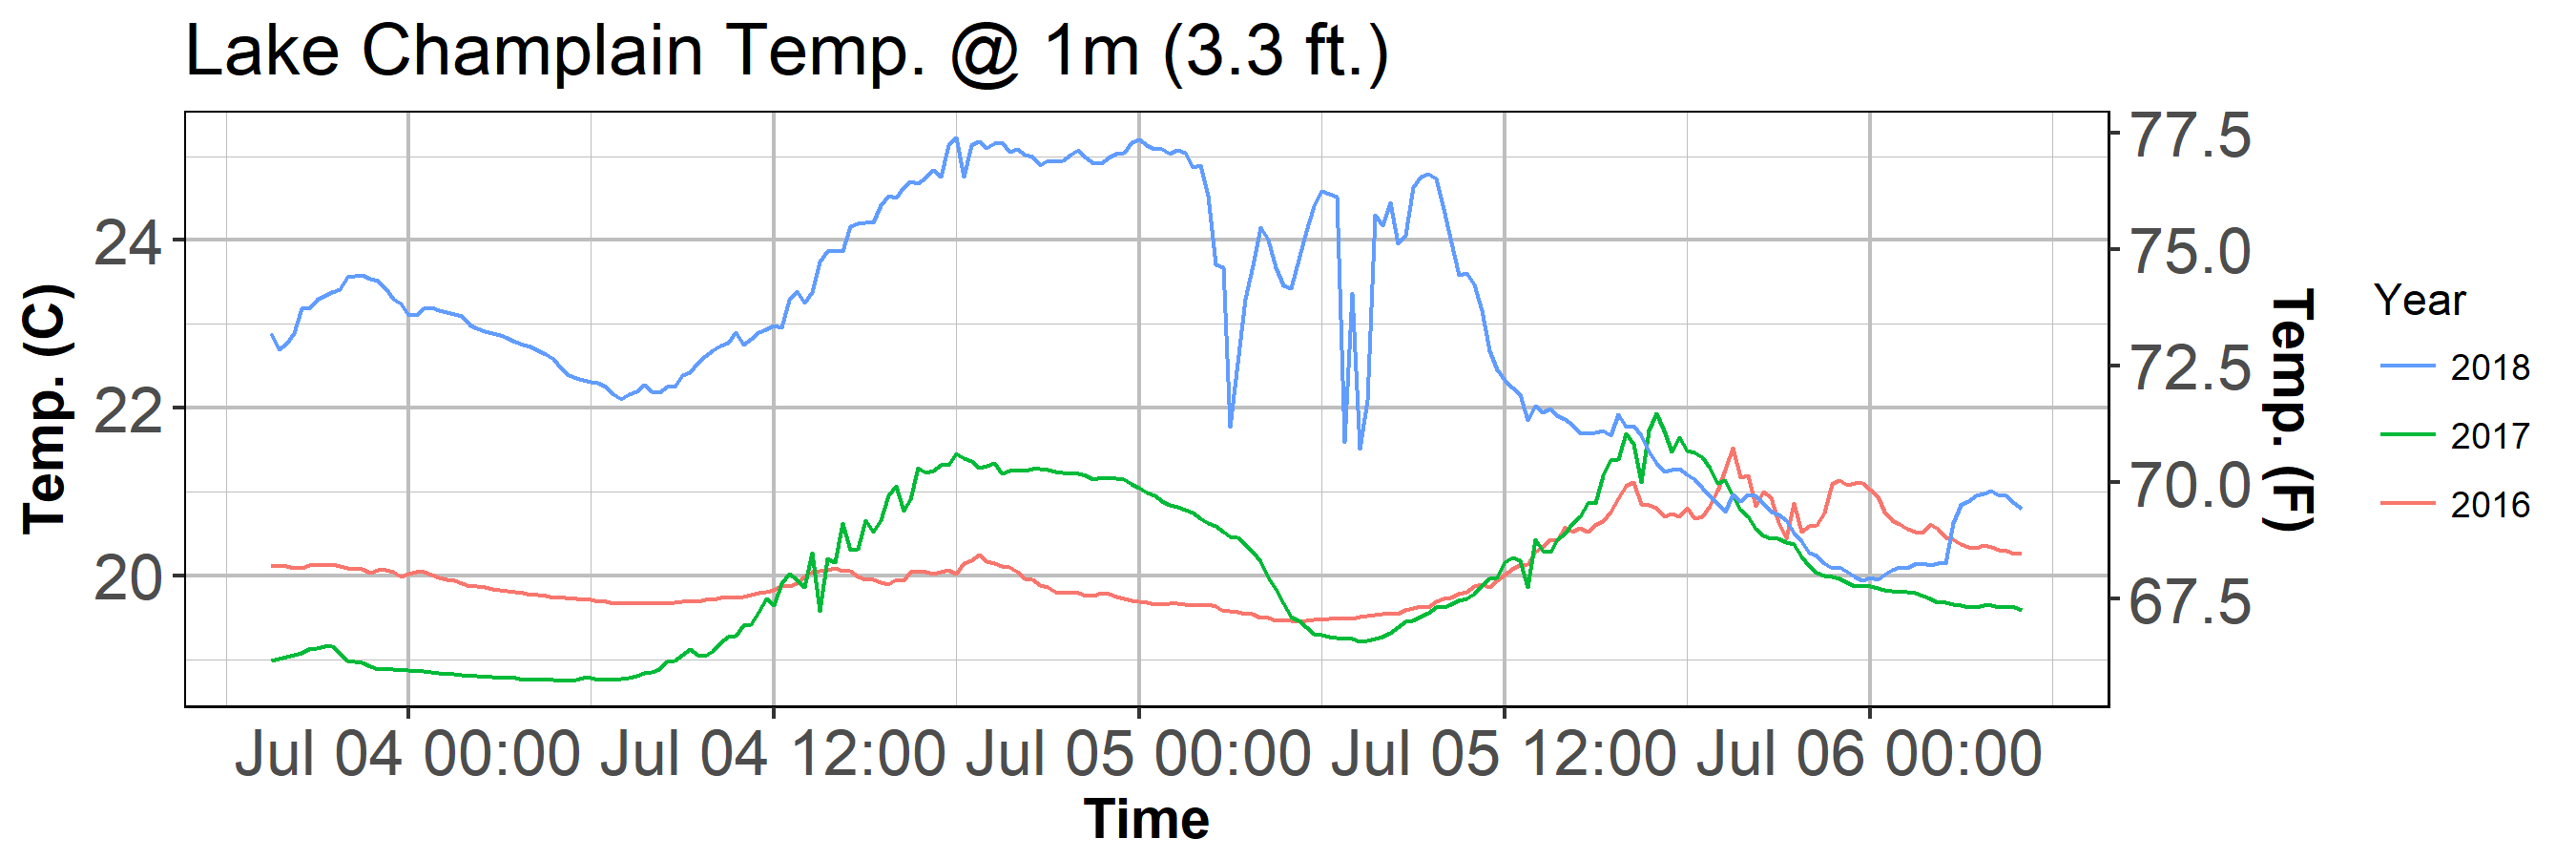 Lake Champlain Temp. @ 1m (3.3 ft.)
Temp. (C)
24
22
20
77.5
75.0
72.5
70.0
67.5
Temp. (F)
Jul 04 00:00 Jul 04 12:00 Jul 05 00:00 Jul 05 12:00 Jul 06 00:00
Time
Year
2018
2017
2016